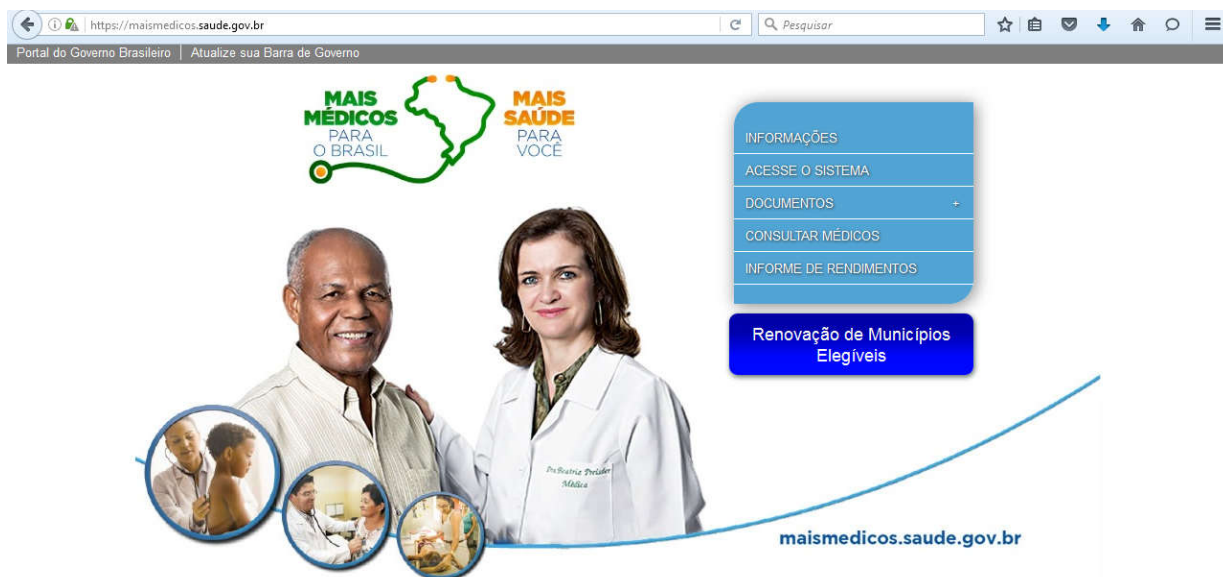 https://maismedicos.saude.gov.br
Pesquisar
Portal do Governo Brasileiro | Atualize sua Barra de Governo
MAIS
MÉDICOS
PARA
O BRASIL
MAIS
SAÚDE
PARA
VOCÊ
INFORMAÇÕES
ACESSE O SISTEMA
DOCUMENTOS +
CONSULTAR MÉDICOS
INFORME DE RENDIMENTOS
Renovação de Municípios
Elegíveis
Dra Beatriz
Médica
maismedicos.saude.gov.br